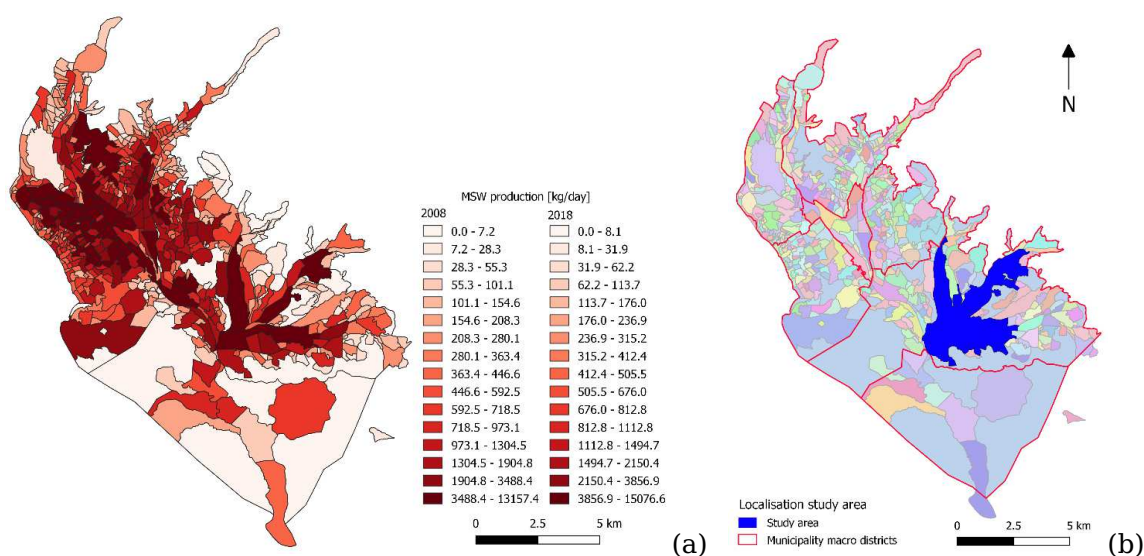 MSW production [kg/day]
2008 2018
0.0 - 7.2 0.0 - 8.1
7.2 - 28.3 8.1 - 31.9
28.3 - 55.3 31.9 - 62.2
55.3 - 101.1 62.2 - 113.7
101.1 - 154.6 113.7 - 176.0
154.6 - 208.3 176.0 - 236.9
208.3 - 280.1 236.9 - 315.2
280.1 - 363.4 315.2 - 412.4
363.4 - 446.6 412.4 - 505.5
446.6 - 592.5 505.5 - 676.0
592.5 - 718.5 676.0 - 812.8
718.5 - 973.1 812.8 - 1112.8
973.1 - 1304.5 1112.8 - 1494.7
1304.5 - 1904.8 1494.7 - 2150.4
1904.8 - 3488.4 2150.4 - 3856.9
3488.4 - 13157.4 3856.9 - 15076.6
0 2.5 5 km
(a)
N
Localisation study area
Study area
Municipality macro districts
0 2.5 5 km
(b)